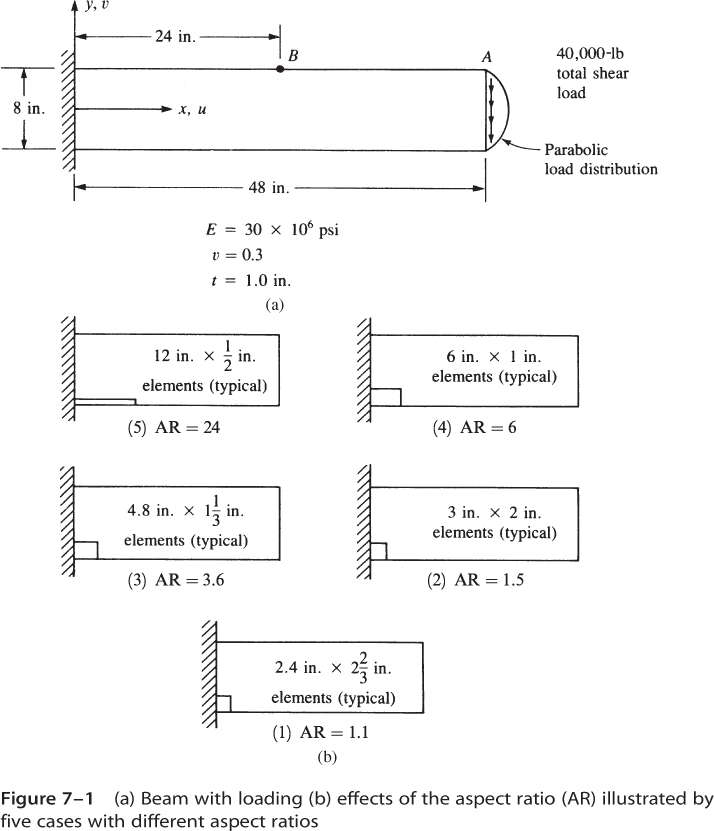 y, v
24 in.
B
A
40,000-lb
total shear
load
8 in.
x, u
Parabolic
load distribution
48 in.
E = 30 × 10⁶ psi
v = 0.3
t = 1.0 in.
(a)
12 in. × 1/2 in.
elements (typical)
(5) AR = 24
6 in. × 1 in.
elements (typical)
(4) AR = 6
4.8 in. × 1 1/3 in.
elements (typical)
(3) AR = 3.6
3 in. × 2 in.
elements (typical)
(2) AR = 1.5
2.4 in. × 2 2/3 in.
elements (typical)
(1) AR = 1.1
(b)
Figure 7–1 (a) Beam with loading (b) effects of the aspect ratio (AR) illustrated by
five cases with different aspect ratios